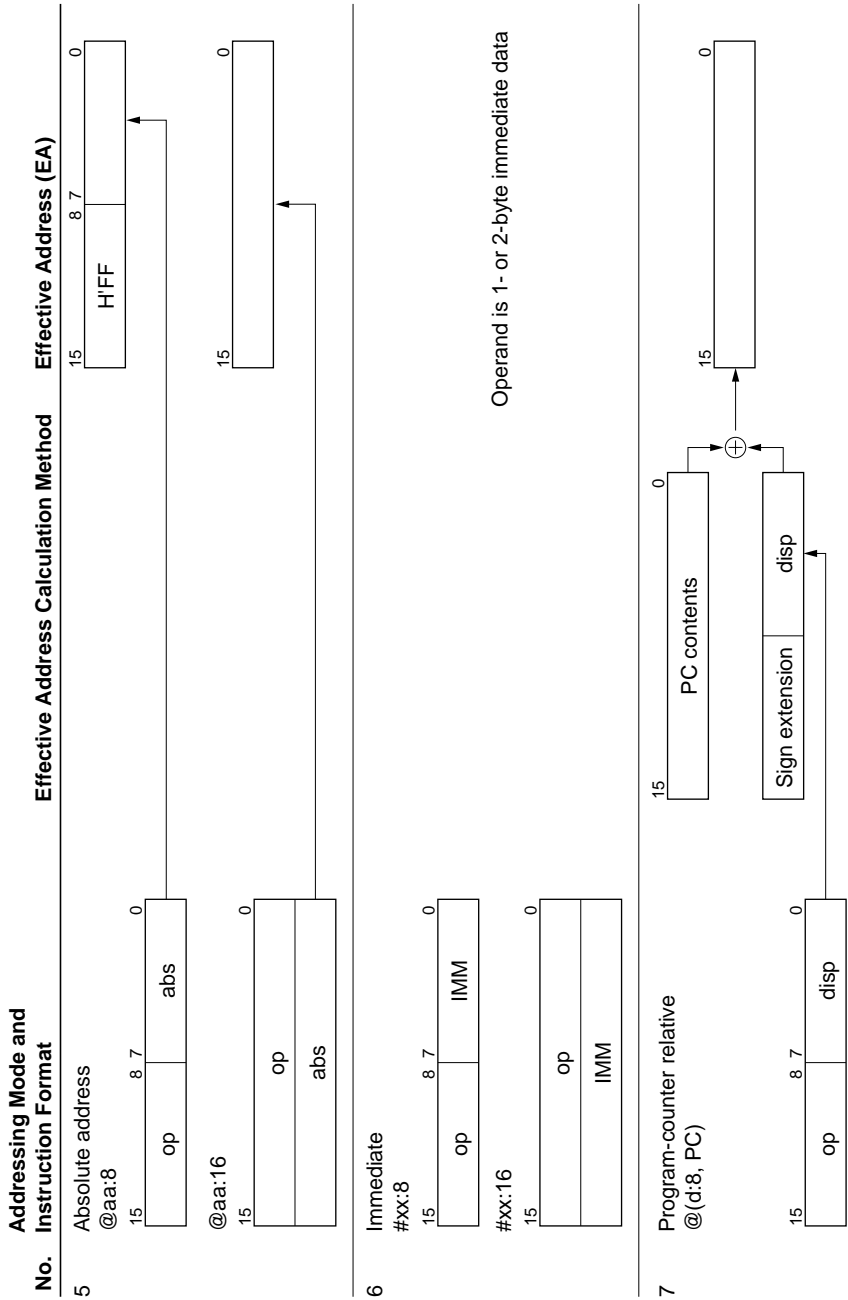 Addressing Mode and
No. Instruction Format Effective Address Calculation Method Effective Address (EA)
5 Absolute address
@aa:8
15 8 7 0
op abs
15 8 7 0
H'FF
@aa:16
15 0
op
abs
15 0
6 Immediate
#xx:8
15 8 7 0
op IMM
Operand is 1- or 2-byte immediate data
#xx:16
15 0
op
IMM
7 Program-counter relative
@(d:8, PC)
15 0
PC contents
15 0
Sign extension disp
15 8 7 0
op disp